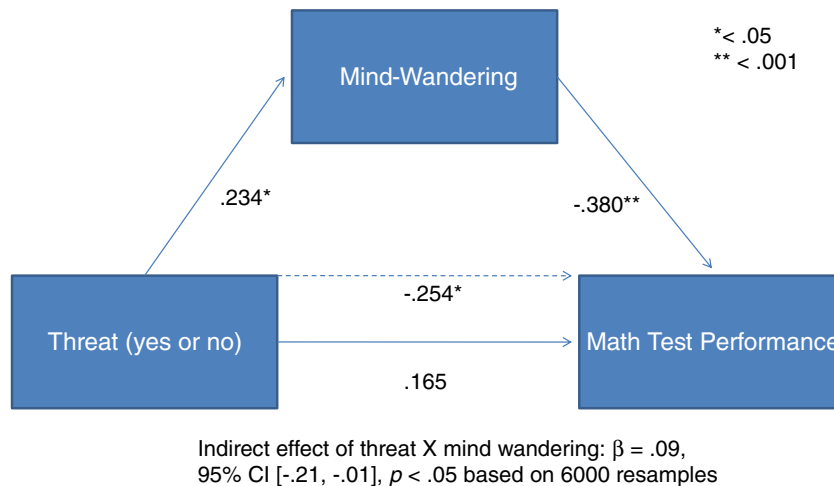 *< .05
** < .001
Mind-Wandering
.234*
-.380**
-.254*
Threat (yes or no)
Math Test Performance
.165
Indirect effect of threat X mind wandering: β = .09,
95% CI [-.21, -.01], p < .05 based on 6000 resamples